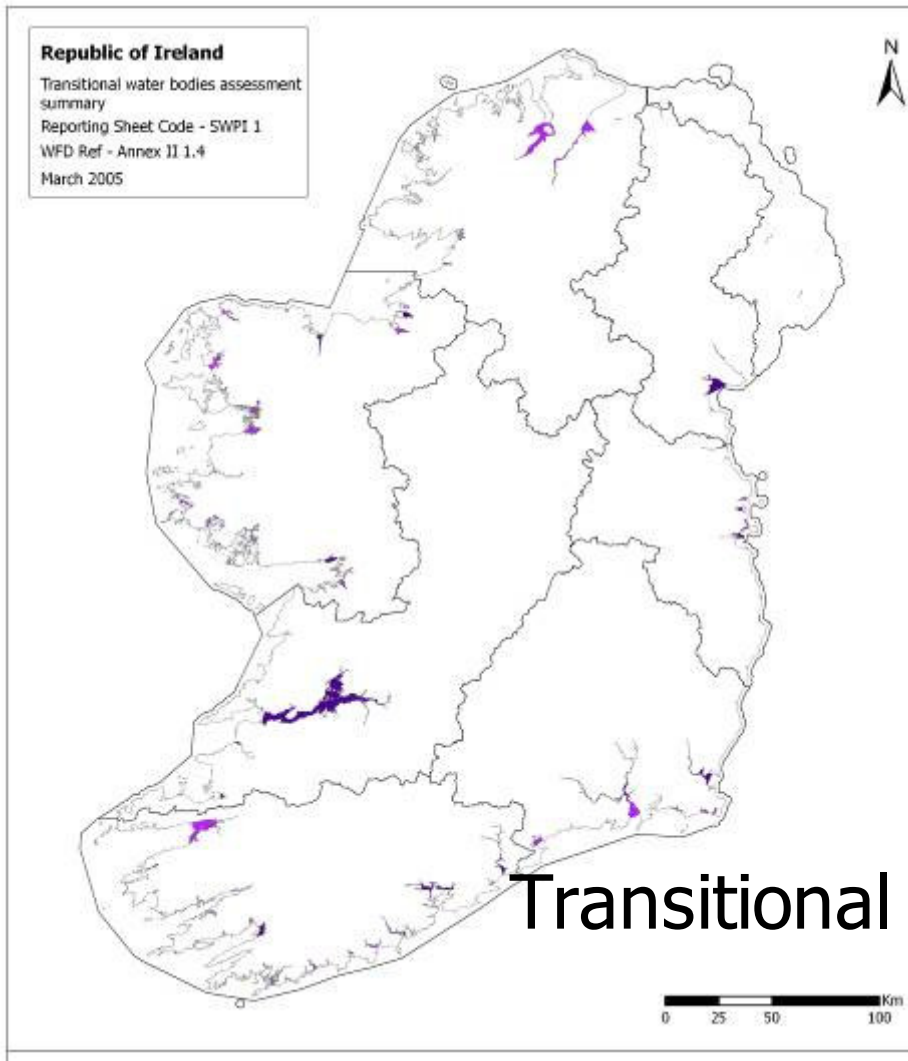 Republic of Ireland
Transitional water bodies assessment
summary
Reporting Sheet Code - SWPI 1
WFD Ref - Annex II 1.4
March 2005
N
Transitional
Km
0 25 50 100